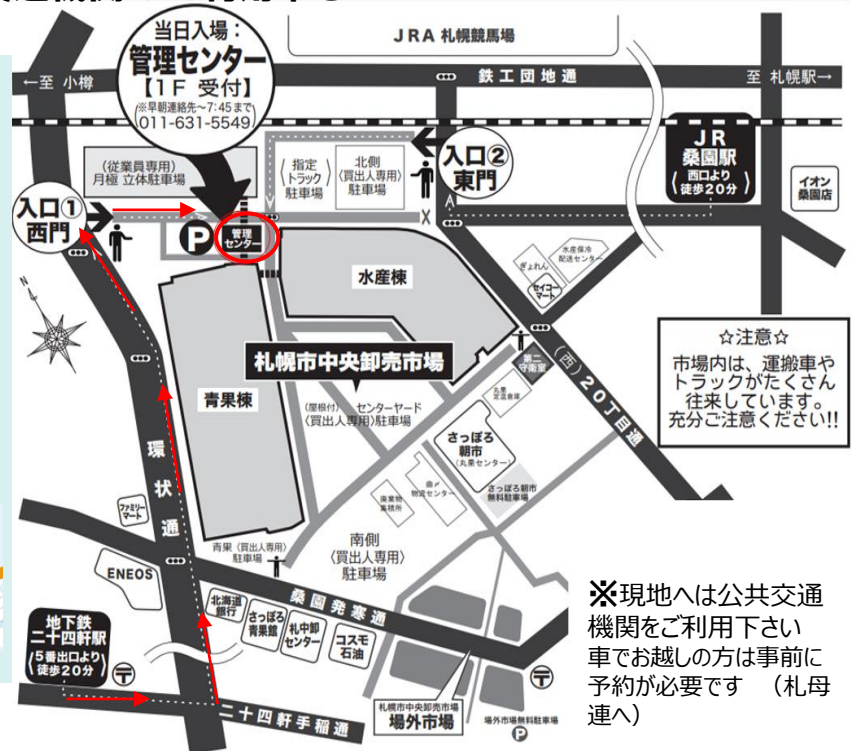 当日入場：
管理センター
【1F 受付】
(※早朝連絡先～7:45まで)
011-631-5549
JRA 札幌競馬場
←至 小樽
鉄工団地通
至 札幌駅→
(従業員専用)
月極 立体駐車場
指定
トラック
駐車場
北側
〈買出人専用〉
駐車場
入口②
東門
JR
桑園駅
西口より
徒歩20分
イオン
桑園店
入口①
西門
P
管理
センター
水産棟
ぎょれん
水産保冷
配送センター
セイコー
マート
N
札幌市中央卸売市場
青果棟
(屋根付) センターヤード
〈買出人専用〉駐車場
第二
守衛室
(西)20丁目通
☆注意☆
市場内は、運搬車や
トラックがたくさん
往来しています。
充分ご注意ください!!
丸果
定温倉庫
さっぽろ
朝市
(丸果センター)
曲〆
物流センター
さっぽろ朝市
無料駐車場
廃棄物
集積所
環状通
ファミリー
マート
青果〈買出人専用〉
駐車場
南側
〈買出人専用〉
駐車場
ENEOS
桑園発寒通
北海道
銀行
さっぽろ
青果館
札中卸
センター
コスモ
石油
地下鉄
二十四軒駅
5番出口より
徒歩20分
〒
二十四軒手稲通
札幌市中央卸売市場
場外市場
〒
場外市場無料駐車場
P
※現地へは公共交通
機関をご利用下さい
車でお越しの方は事前に
予約が必要です （札母
連へ）